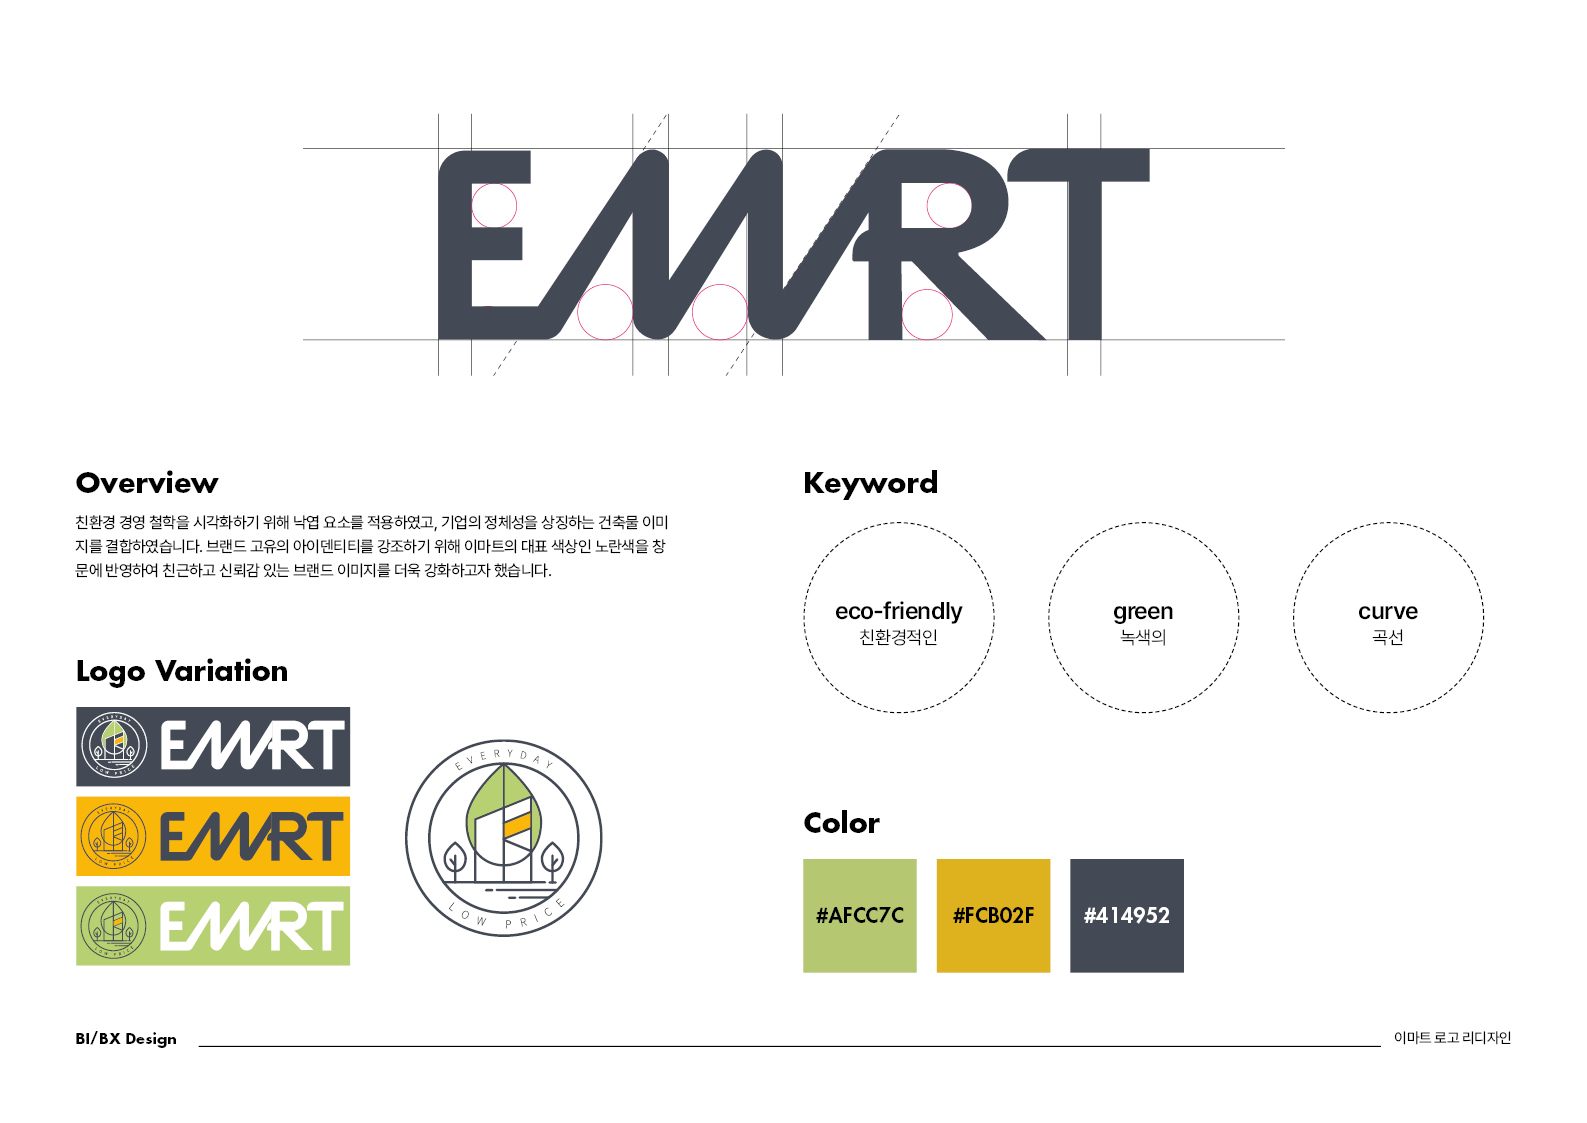 EMART
Overview
친환경 경영 철학을 시각화하기 위해 낙엽 요소를 적용하였고, 기업의 정체성을 상징하는 건축물 이미
지를 결합하였습니다. 브랜드 고유의 아이덴티티를 강조하기 위해 이마트의 대표 색상인 노란색을 창
문에 반영하여 친근하고 신뢰감 있는 브랜드 이미지를 더욱 강화하고자 했습니다.
Keyword
eco-friendly
친환경적인
green
녹색의
curve
곡선
Logo Variation
EVERYDAY
LOW PRICE
EMART
EVERYDAY
LOW PRICE
EMART
EVERYDAY
LOW PRICE
EMART
EVERYDAY
LOW PRICE
Color
#AFCC7C
#FCB02F
#414952
BI/BX Design
이마트 로고 리디자인